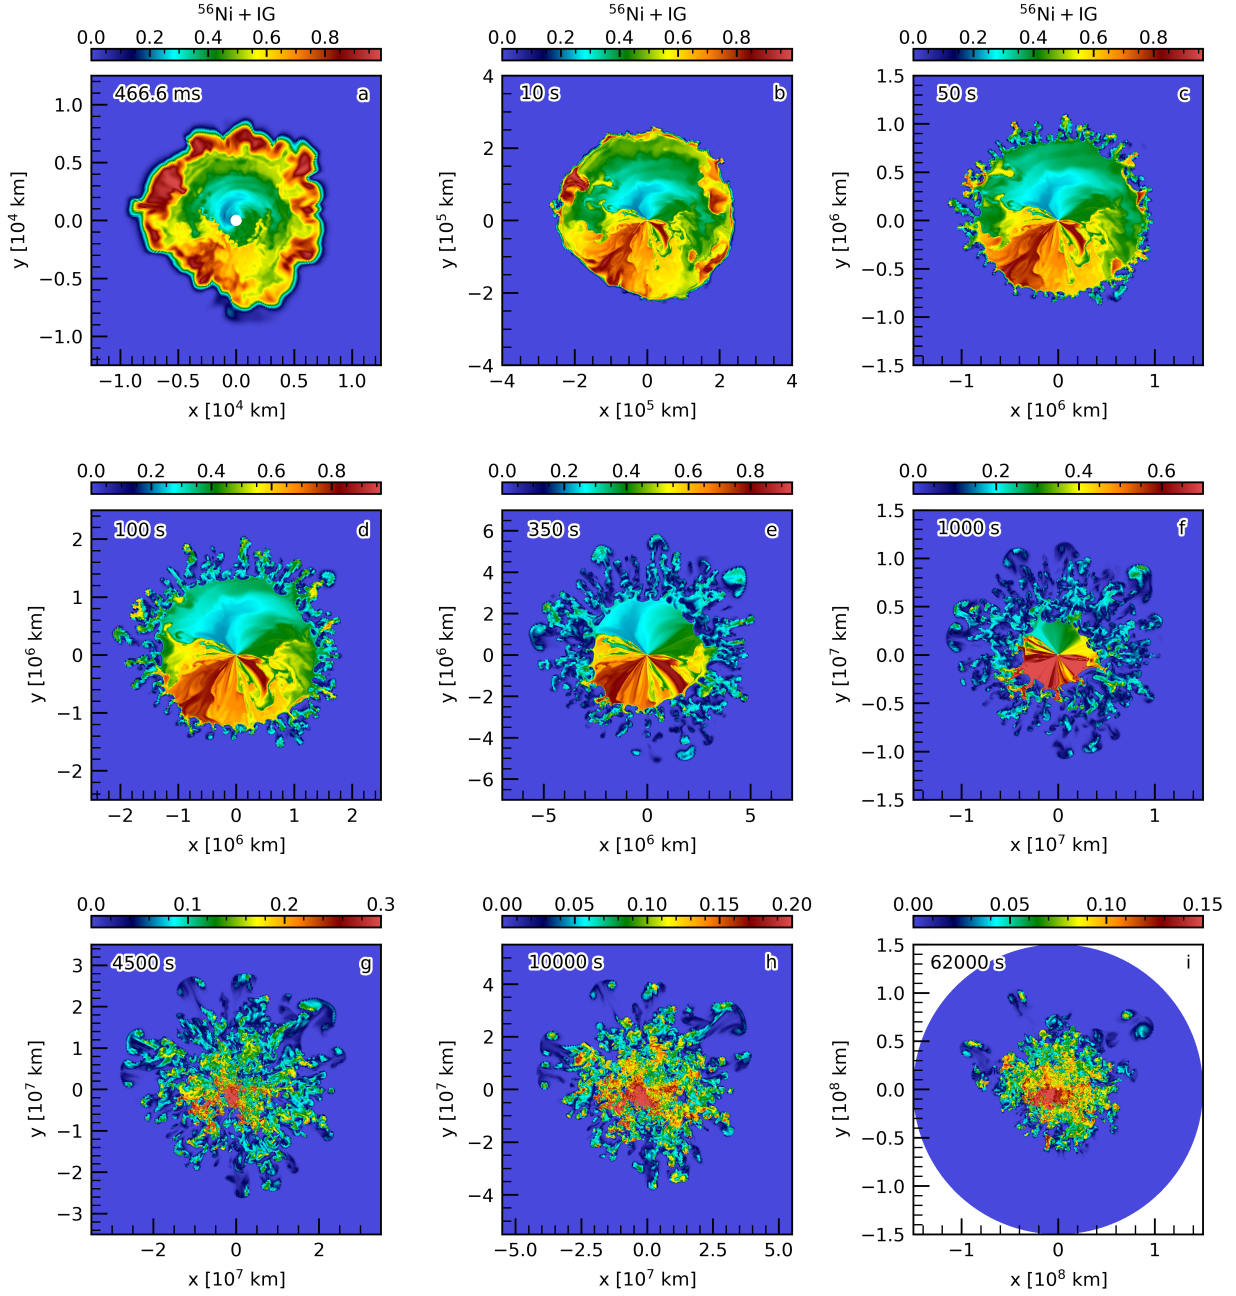 ⁵⁶Ni + IG ⁵⁶Ni + IG ⁵⁶Ni + IG
0.0 0.2 0.4 0.6 0.8 0.0 0.2 0.4 0.6 0.8 0.0 0.2 0.4 0.6 0.8
466.6 ms a
1.0
0.5
0.0
−0.5
−1.0
y [10⁴ km]
−1.0 −0.5 0.0 0.5 1.0
x [10⁴ km]
10 s b
4
2
0
−2
−4
y [10⁵ km]
−4 −2 0 2 4
x [10⁵ km]
50 s c
1.5
1.0
0.5
0.0
−0.5
−1.0
−1.5
y [10⁶ km]
−1 0 1
x [10⁶ km]
0.0 0.2 0.4 0.6 0.8 0.0 0.2 0.4 0.6 0.8 0.0 0.2 0.4 0.6
100 s d
2
1
0
−1
−2
y [10⁶ km]
−2 −1 0 1 2
x [10⁶ km]
350 s e
6
4
2
0
−2
−4
−6
y [10⁶ km]
−5 0 5
x [10⁶ km]
1000 s f
1.5
1.0
0.5
0.0
−0.5
−1.0
−1.5
y [10⁷ km]
−1 0 1
x [10⁷ km]
0.0 0.1 0.2 0.3 0.00 0.05 0.10 0.15 0.20 0.00 0.05 0.10 0.15
4500 s g
3
2
1
0
−1
−2
−3
y [10⁷ km]
−2 0 2
x [10⁷ km]
10000 s h
4
2
0
−2
−4
y [10⁷ km]
−5.0 −2.5 0.0 2.5 5.0
x [10⁷ km]
62000 s i
1.5
1.0
0.5
0.0
−0.5
−1.0
−1.5
y [10⁸ km]
−1 0 1
x [10⁸ km]